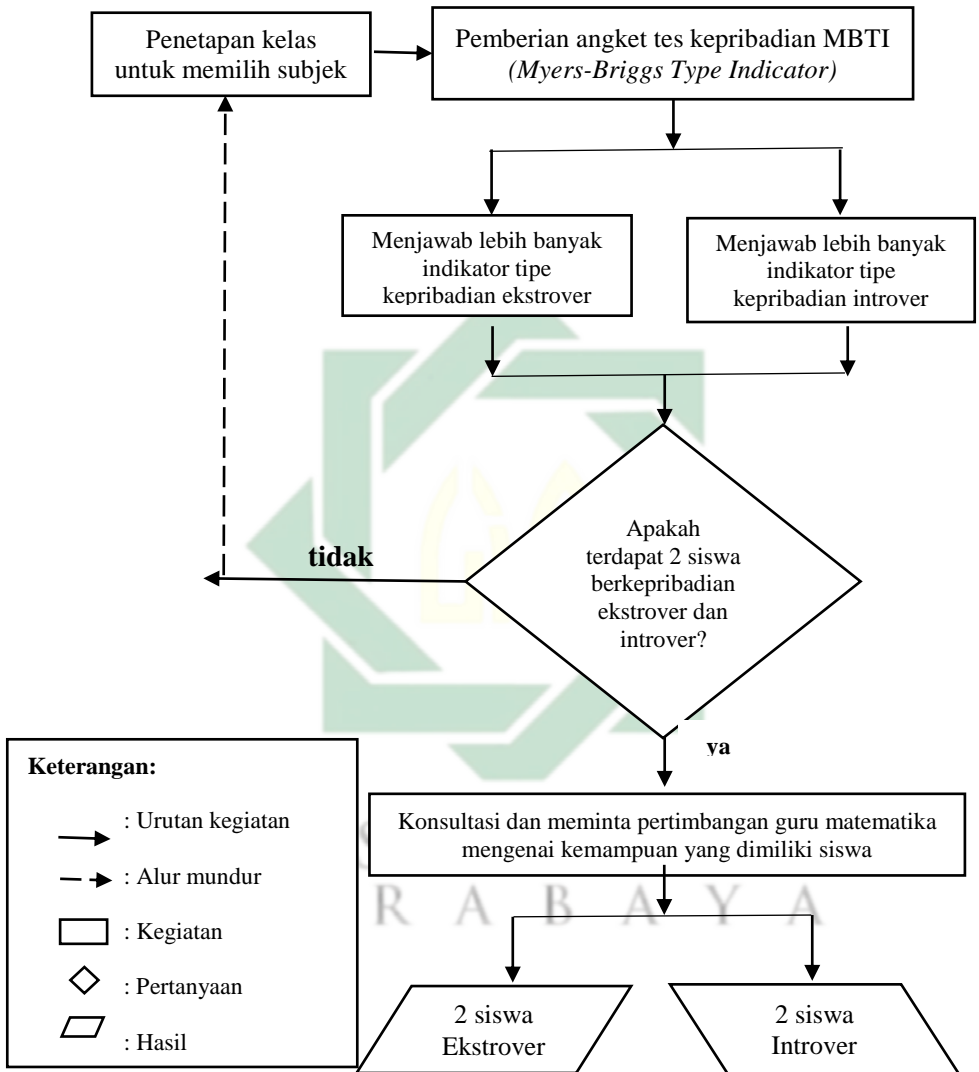 Penetapan kelas
untuk memilih subjek
Pemberian angket tes kepribadian MBTI
(Myers-Briggs Type Indicator)
Menjawab lebih banyak
indikator tipe
kepribadian ekstrover
Menjawab lebih banyak
indikator tipe
kepribadian introver
Apakah
terdapat 2 siswa
berkepribadian
ekstrover dan
introver?
tidak
ya
Konsultasi dan meminta pertimbangan guru matematika
mengenai kemampuan yang dimiliki siswa
2 siswa
Ekstrover
2 siswa
Introver
Keterangan:
: Urutan kegiatan
: Alur mundur
: Kegiatan
: Pertanyaan
: Hasil
R A B A Y A